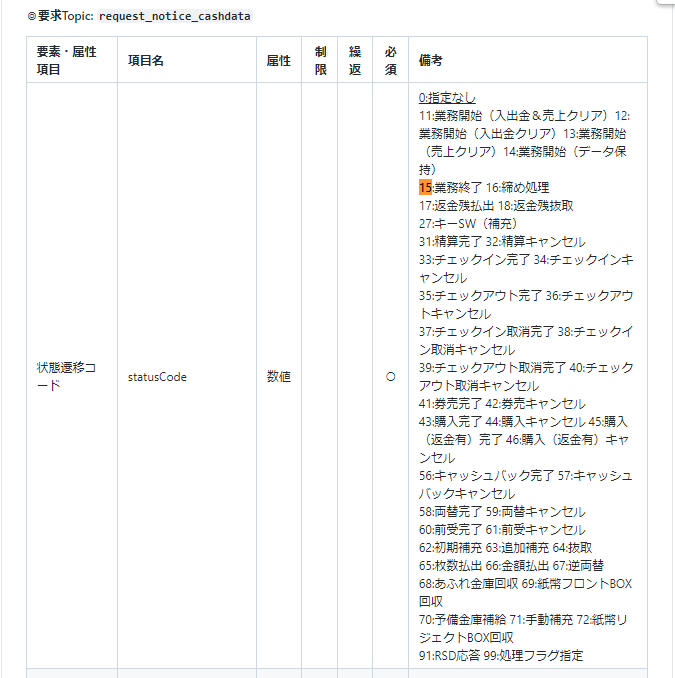 ◎要求Topic: request_notice_cashdata
要素・属性
項目
項目名
属性
制
限
繰
返
必
須
備考
状態遷移コ
ード
statusCode
数値
○
0:指定なし
11:業務開始（入出金＆売上クリア）12:
業務開始（入出金クリア）13:業務開始
（売上クリア）14:業務開始（データ保
持）
15:業務終了 16:締め処理
17:返金残払出 18:返金残抜取
27:キーSW（補充）
31:精算完了 32:精算キャンセル
33:チェックイン完了 34:チェックインキ
ャンセル
35:チェックアウト完了 36:チェックアウ
トキャンセル
37:チェックイン取消完了 38:チェックイ
ン取消キャンセル
39:チェックアウト取消完了 40:チェック
アウト取消キャンセル
41:券売完了 42:券売キャンセル
43:購入完了 44:購入キャンセル 45:購入
（返金有）完了 46:購入（返金有）キャ
ンセル
56:キャッシュバック完了 57:キャッシュ
バックキャンセル
58:両替完了 59:両替キャンセル
60:前受完了 61:前受キャンセル
62:初期補充 63:追加補充 64:抜取
65:枚数払出 66:金額払出 67:逆両替
68:あふれ金庫回収 69:紙幣フロントBOX
回収
70:予備金庫補給 71:手動補充 72:紙幣リ
ジェクトBOX回収
91:RSD応答 99:処理フラグ指定